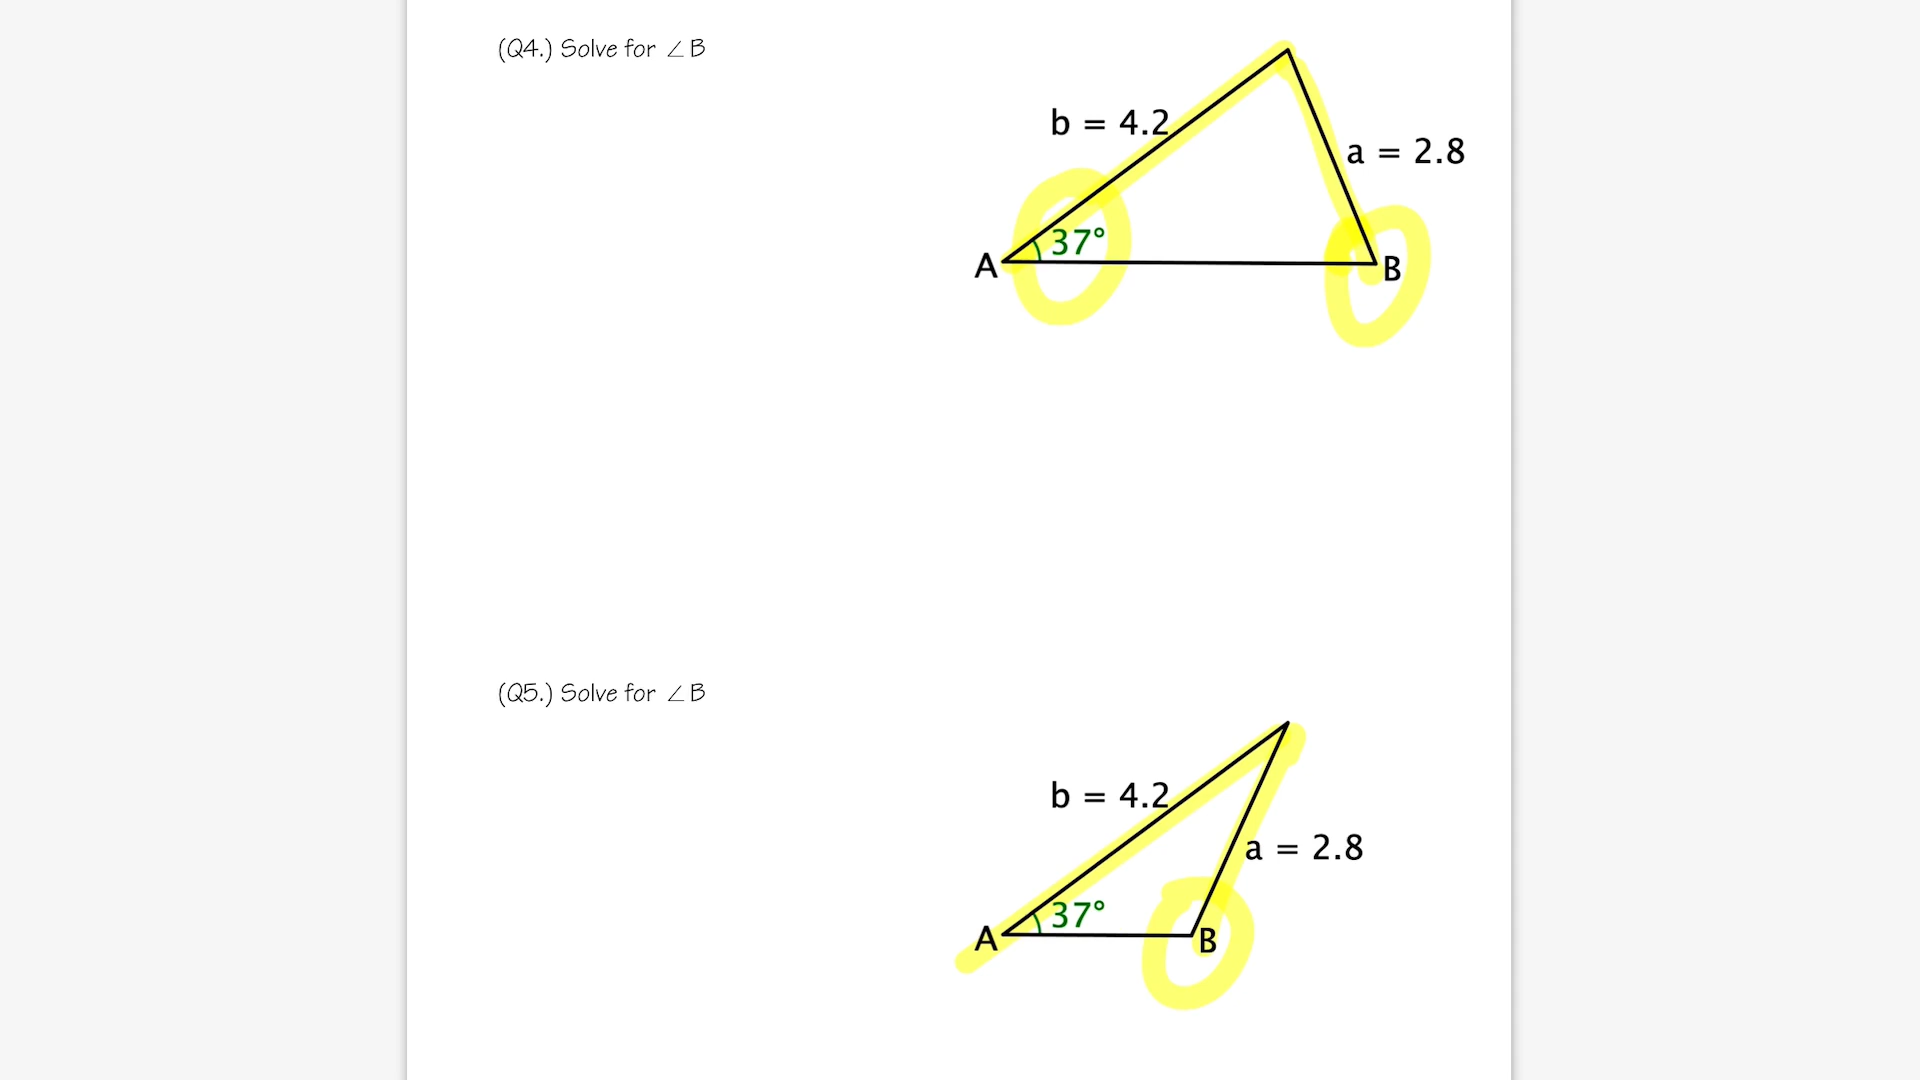 (Q4.) Solve for ∠B
b = 4.2
a = 2.8
37°
A
B
(Q5.) Solve for ∠B
b = 4.2
a = 2.8
37°
A
B